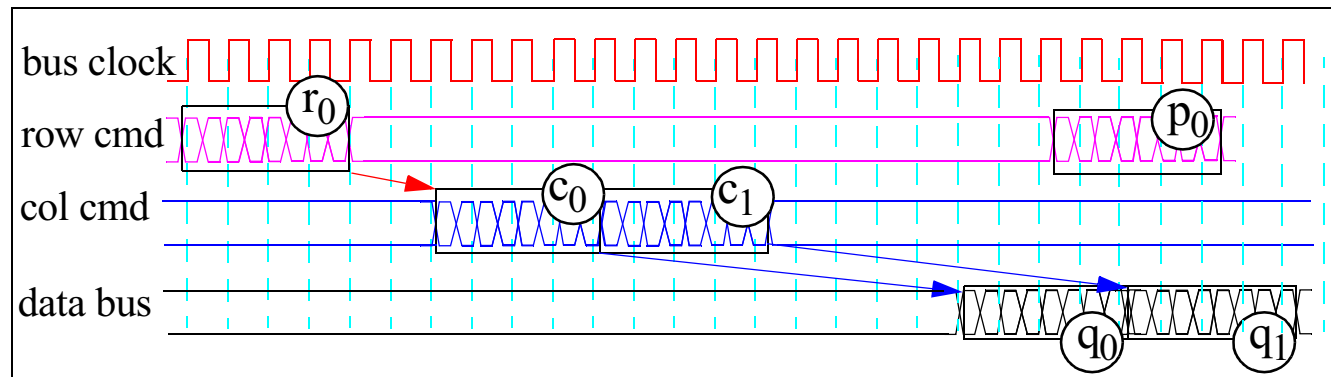 bus clock
r0
row cmd
p0
col cmd
c0
c1
data bus
q0
q1